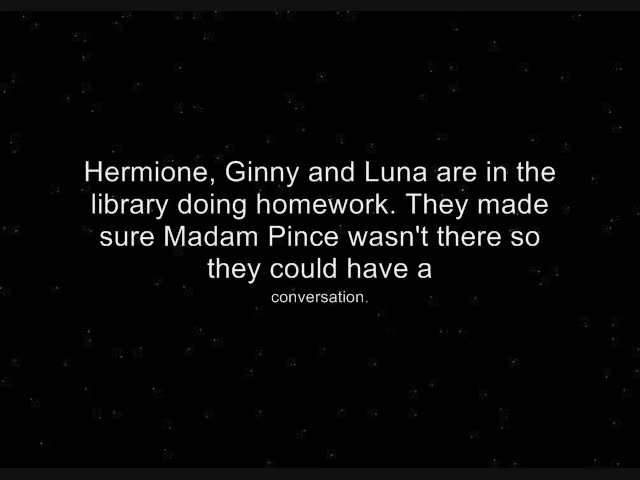 Hermione, Ginny and Luna are in the
library doing homework. They made
sure Madam Pince wasn't there so
they could have a
conversation.